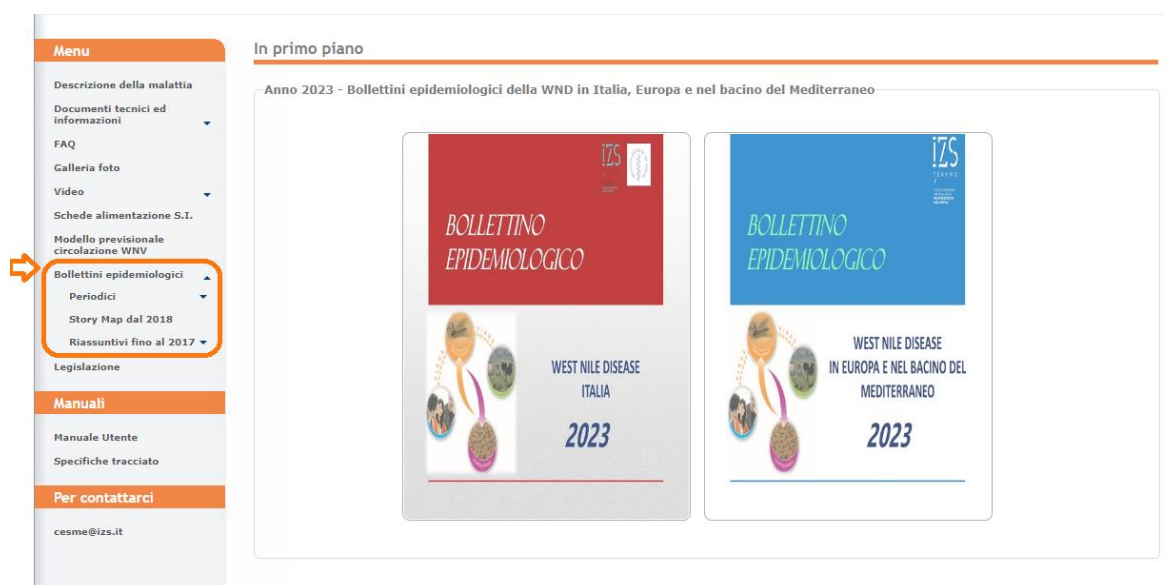 Menu
Descrizione della malattia
Documenti tecnici ed
informazioni
FAQ
Galleria foto
Video
Schede alimentazione S.I.
Modello previsionale
circolazione WNV
Bollettini epidemiologici
Periodici
Story Map dal 2018
Riassuntivi fino al 2017
Legislazione
Manuali
Manuale Utente
Specifiche tracciato
Per contattarci
cesme@izs.it
In primo piano
Anno 2023 - Bollettini epidemiologici della WND in Italia, Europa e nel bacino del Mediterraneo
IZS
BOLLETTINO
EPIDEMIOLOGICO
WEST NILE DISEASE
ITALIA
2023
IZS
TERAMO
BOLLETTINO
EPIDEMIOLOGICO
WEST NILE DISEASE
IN EUROPA E NEL BACINO DEL
MEDITERRANEO
2023